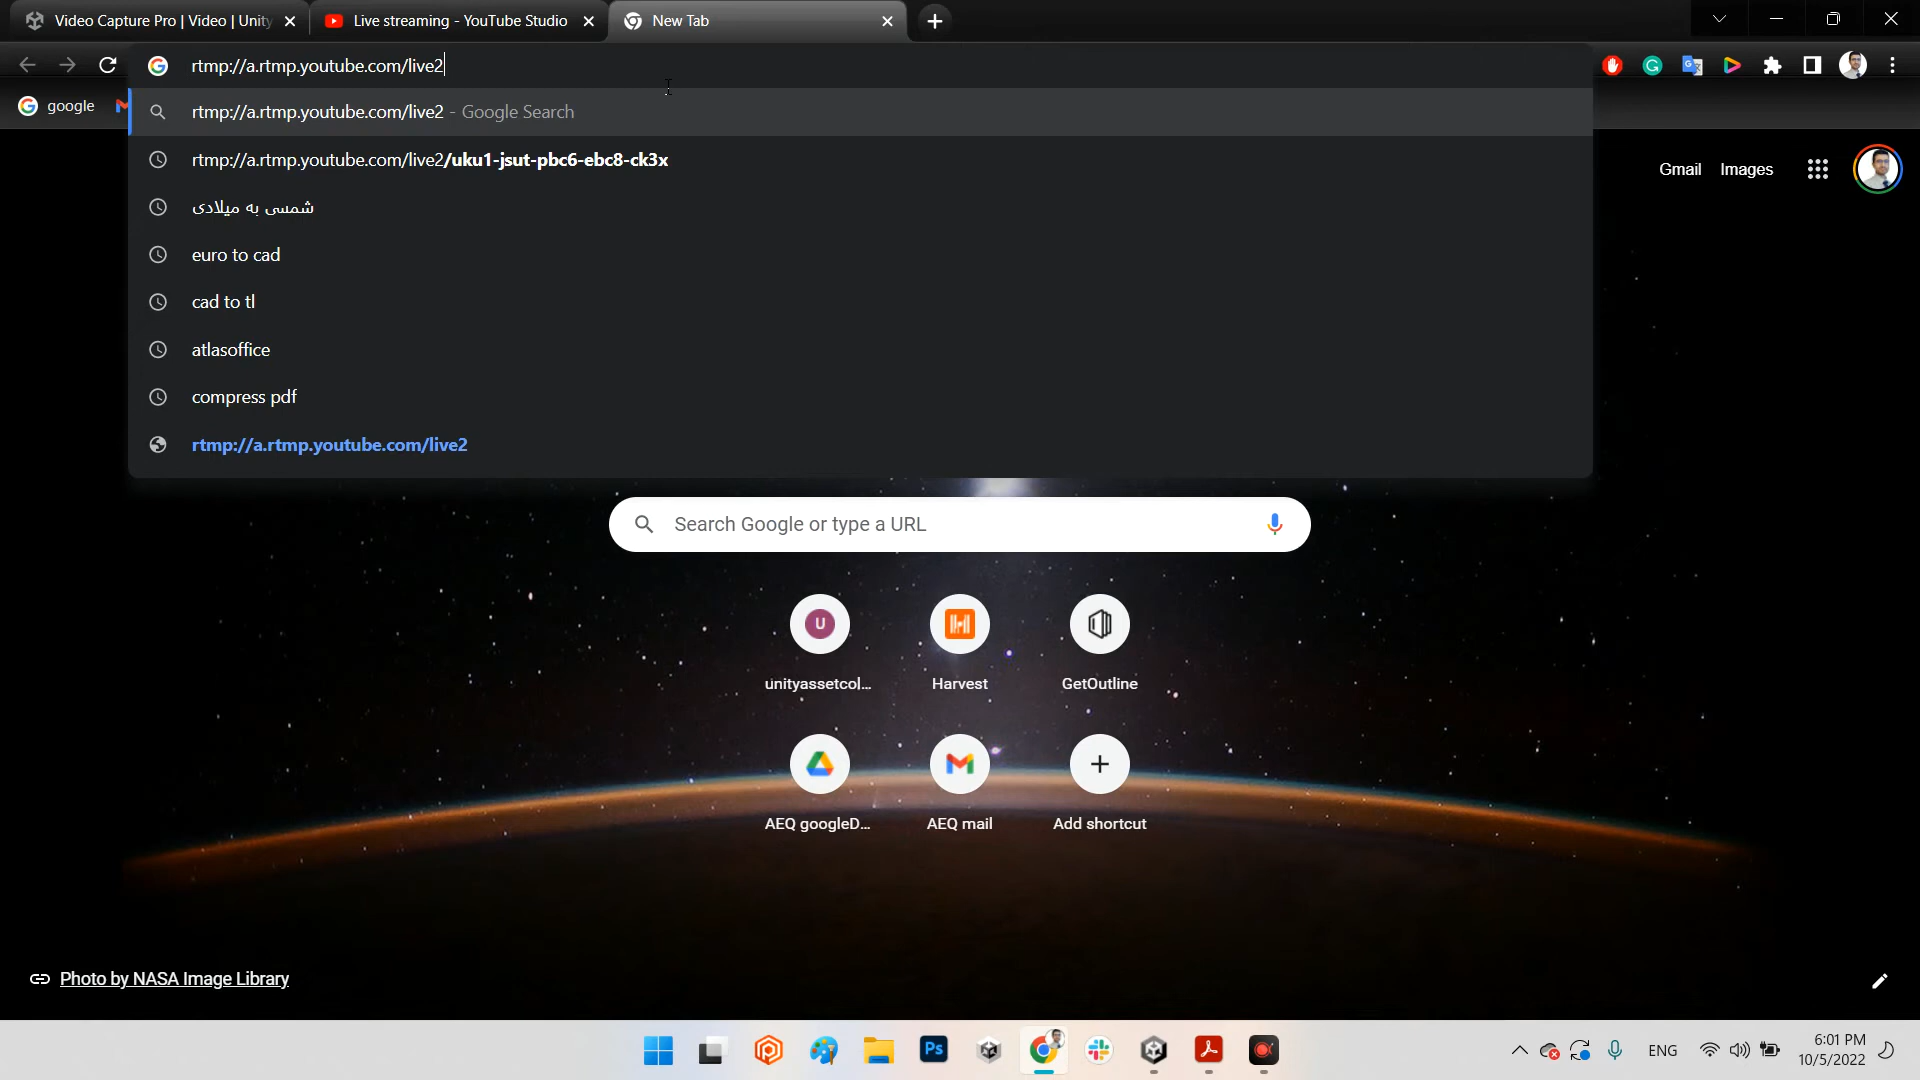 Video Capture Pro | Video | Unity
Live streaming - YouTube Studio
New Tab
rtmp://a.rtmp.youtube.com/live2
google
rtmp://a.rtmp.youtube.com/live2 - Google Search
rtmp://a.rtmp.youtube.com/live2/uku1-jsut-pbc6-ebc8-ck3x
شمسی به میلادی
euro to cad
cad to tl
atlasoffice
compress pdf
rtmp://a.rtmp.youtube.com/live2
Gmail Images
Search Google or type a URL
U
unityassetcol...
Harvest
GetOutline
AEQ googleD...
AEQ mail
Add shortcut
Photo by NASA Image Library
Ps
ENG
6:01 PM
10/5/2022